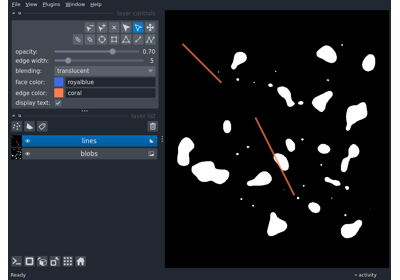 File View Plugins Window Help
layer controls
opacity: 0.70
edge width: 5
blending: translucent
face color: royalblue
edge color: coral
display text:
layer list
lines
blobs
Ready
activity